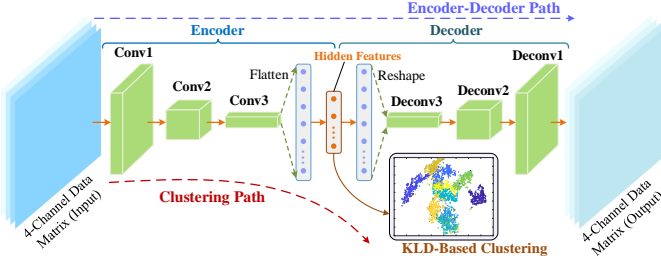 Encoder-Decoder Path
Encoder
Decoder
Conv1
Conv2
Conv3
Flatten
Hidden Features
Reshape
Deconv3
Deconv2
Deconv1
4-Channel Data
Matrix (Input)
Clustering Path
KLD-Based Clustering
4-Channel Data
Matrix (Output)